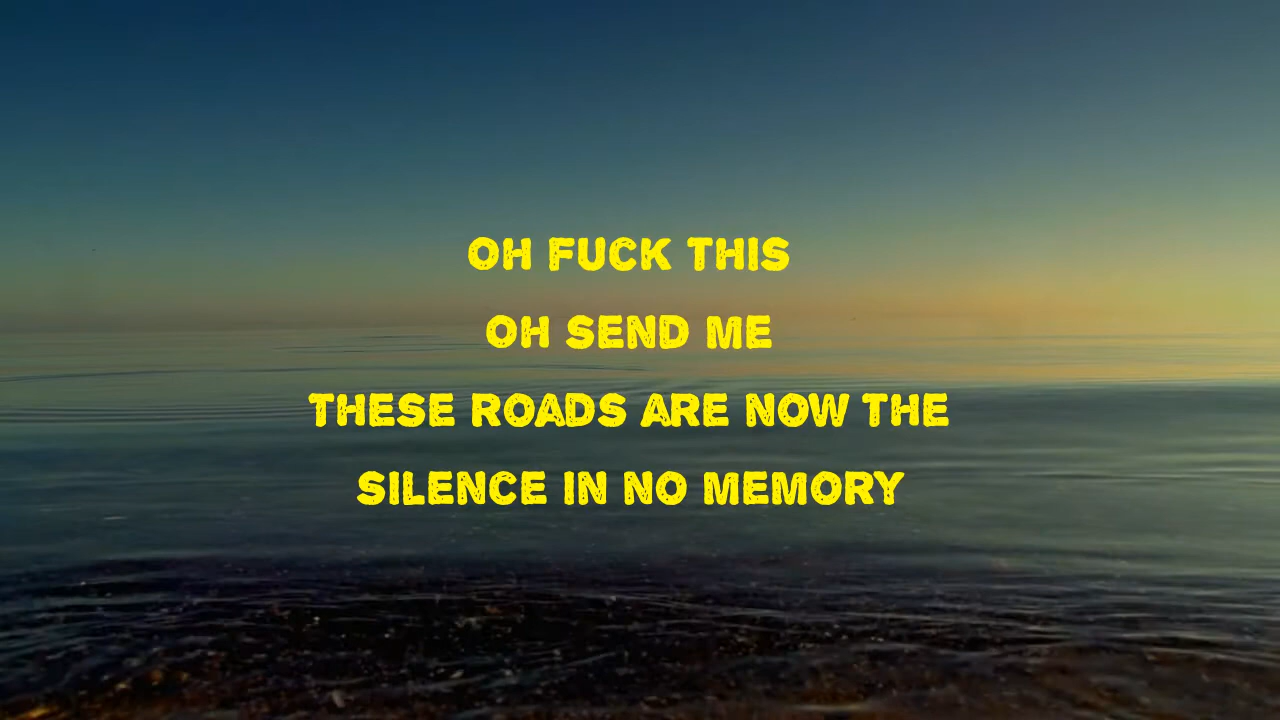 OH FUCK THIS
OH SEND ME
THESE ROADS ARE NOW THE
SILENCE IN NO MEMORY